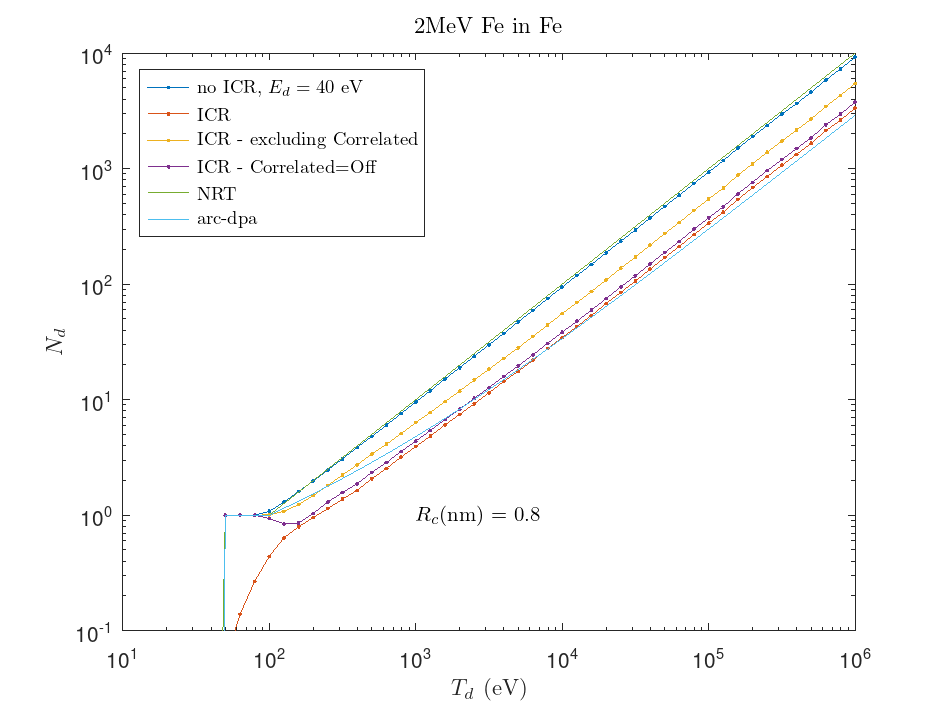 2MeV Fe in Fe
10^4
10^3
10^2
10^1
10^0
10^-1
N_d
no ICR, E_d = 40 eV
ICR
ICR - excluding Correlated
ICR - Correlated=Off
NRT
arc-dpa
R_c(nm) = 0.8
10^1 10^2 10^3 10^4 10^5 10^6
T_d (eV)